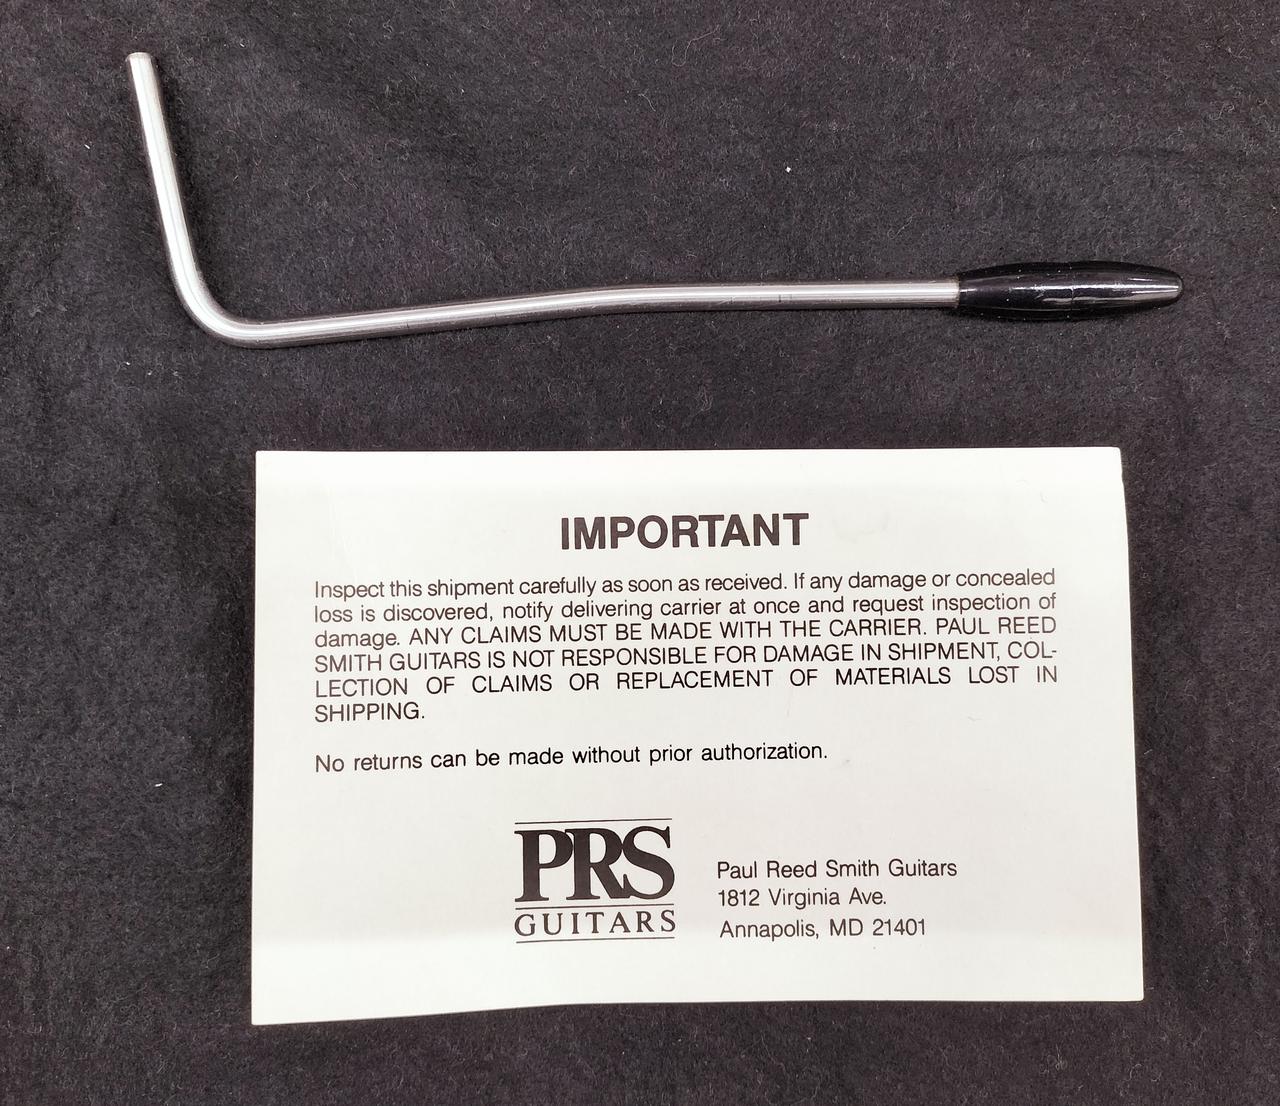 IMPORTANT
Inspect this shipment carefully as soon as received. If any damage or concealed
loss is discovered, notify delivering carrier at once and request inspection of
damage. ANY CLAIMS MUST BE MADE WITH THE CARRIER. PAUL REED
SMITH GUITARS IS NOT RESPONSIBLE FOR DAMAGE IN SHIPMENT, COL-
LECTION OF CLAIMS OR REPLACEMENT OF MATERIALS LOST IN
SHIPPING.
No returns can be made without prior authorization.
PRS
GUITARS
Paul Reed Smith Guitars
1812 Virginia Ave.
Annapolis, MD 21401